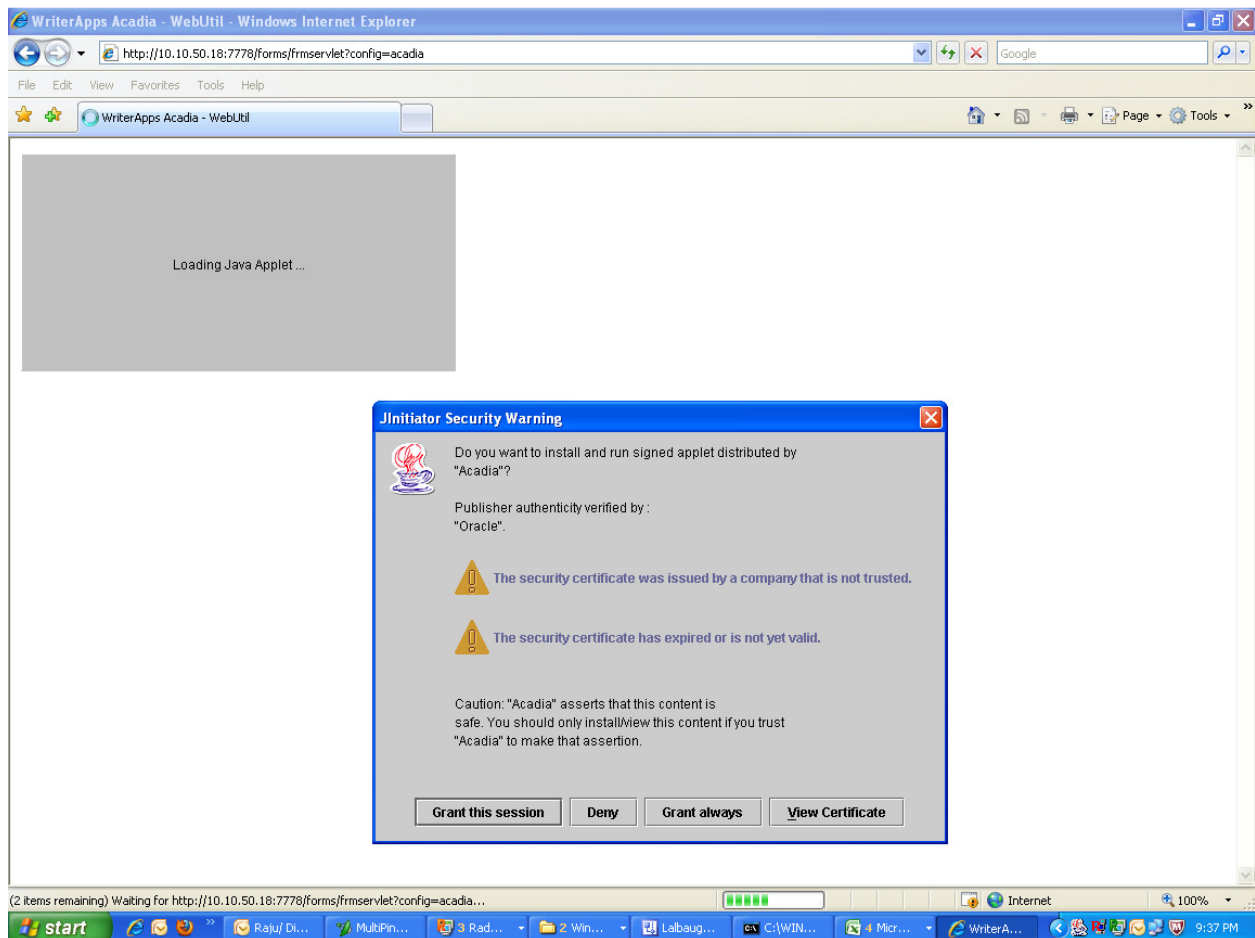 WriterApps Acadia - WebUtil - Windows Internet Explorer
http://10.10.50.18:7778/forms/frmservlet?config=acadia
Google
File Edit View Favorites Tools Help
WriterApps Acadia - WebUtil
Page Tools »
Loading Java Applet ...
JInitiator Security Warning
Do you want to install and run signed applet distributed by
"Acadia"?
Publisher authenticity verified by :
"Oracle".
The security certificate was issued by a company that is not trusted.
The security certificate has expired or is not yet valid.
Caution: "Acadia" asserts that this content is
safe. You should only install/view this content if you trust
"Acadia" to make that assertion.
Grant this session Deny Grant always View Certificate
(2 items remaining) Waiting for http://10.10.50.18:7778/forms/frmservlet?config=acadia... Internet 100%
start » Raju/ Di... MultiPin... 3 Rad... 2 Win... Lalbaug... C:\WIN... 4 Micr... WriterA... 9:37 PM